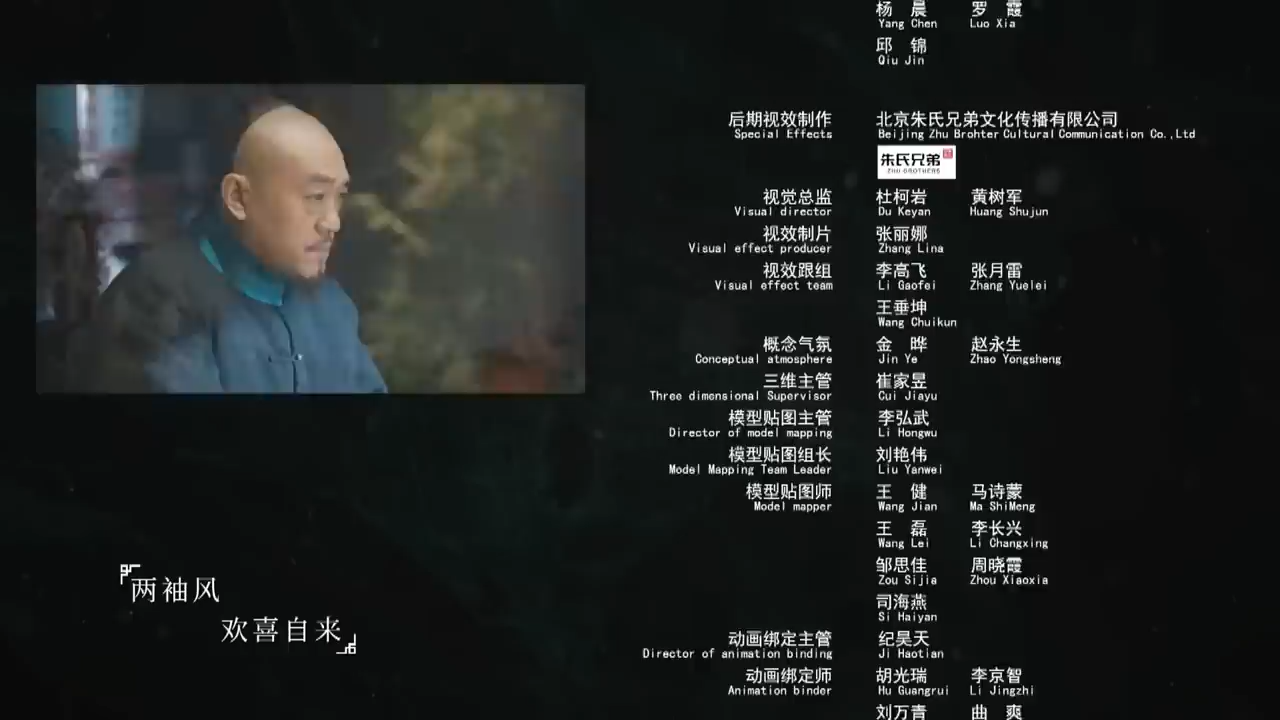 杨 晨 罗 霞
Yang Chen Luo Xia
邱 锦
Qiu Jin
后期视效制作 北京朱氏兄弟文化传播有限公司
Special Effects Beijing Zhu Brohter Cultural Communication Co.,Ltd
朱氏兄弟
ZHU BROTHERS
视觉总监 杜柯岩 黄树军
Visual director Du Keyan Huang Shujun
视效制片 张丽娜
Visual effect producer Zhang Lina
视效跟组 李高飞 张月雷
Visual effect team Li Gaofei Zhang Yuelei
王垂坤
Wang Chuikun
概念气氛 金 晔 赵永生
Conceptual atmosphere Jin Ye Zhao Yongsheng
三维主管 崔家昱
Three dimensional Supervisor Cui Jiayu
模型贴图主管 李弘武
Director of model mapping Li Hongwu
模型贴图组长 刘艳伟
Model Mapping Team Leader Liu Yanwei
模型贴图师 王 健 马诗蒙
Model mapper Wang Jian Ma ShiMeng
王 磊 李长兴
Wang Lei Li Changxing
邹思佳 周晓霞
Zou Sijia Zhou Xiaoxia
司海燕
Si Haiyan
动画绑定主管 纪昊天
Director of animation binding Ji Haotian
动画绑定师 胡光瑞 李京智
Animation binder Hu Guangrui Li Jingzhi
刘万青 曲 爽
两袖风
欢喜自来